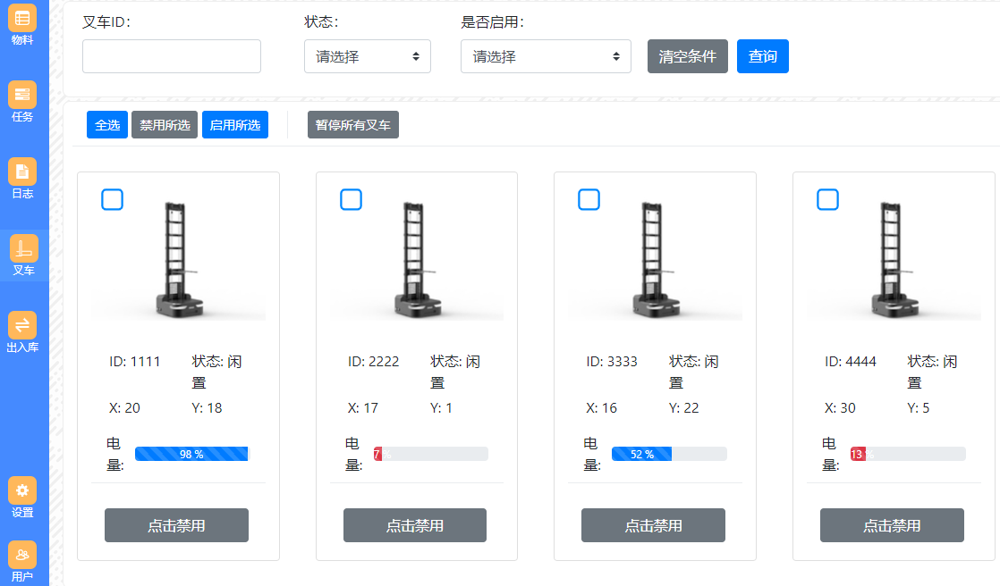 物料
任务
日志
叉车
出入库
设置
用户
叉车ID：
状态：
是否启用：
请选择
请选择
清空条件
查询
全选
禁用所选
启用所选
暂停所有叉车
ID: 1111
状态: 闲
置
X: 20
Y: 18
电
量:
98 %
点击禁用
ID: 2222
状态: 闲
置
X: 17
Y: 1
电
量:
7 %
点击禁用
ID: 3333
状态: 闲
置
X: 16
Y: 22
电
量:
52 %
点击禁用
ID: 4444
状态: 闲
置
X: 30
Y: 5
电
量:
13 %
点击禁用